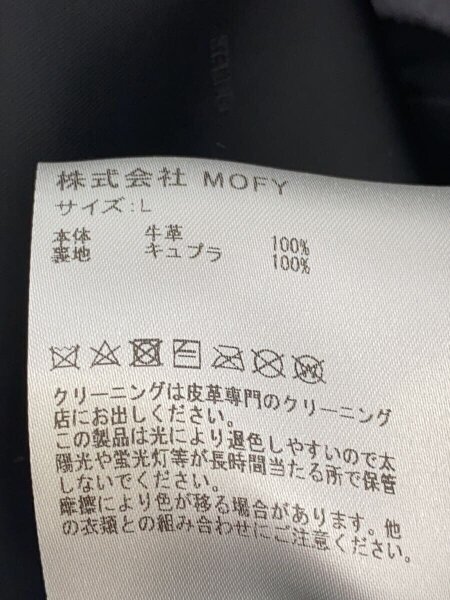 株式会社 MOFY
サイズ:L
本体 牛革 100%
裏地 キュプラ 100%
クリーニングは皮革専門のクリーニング
店にお出しください。
この製品は光により退色しやすいので太
陽光や蛍光灯等が長時間当たる所で保管
しないでください。
摩擦により色が移る場合があります。他
の衣類との組み合わせにご注意ください。